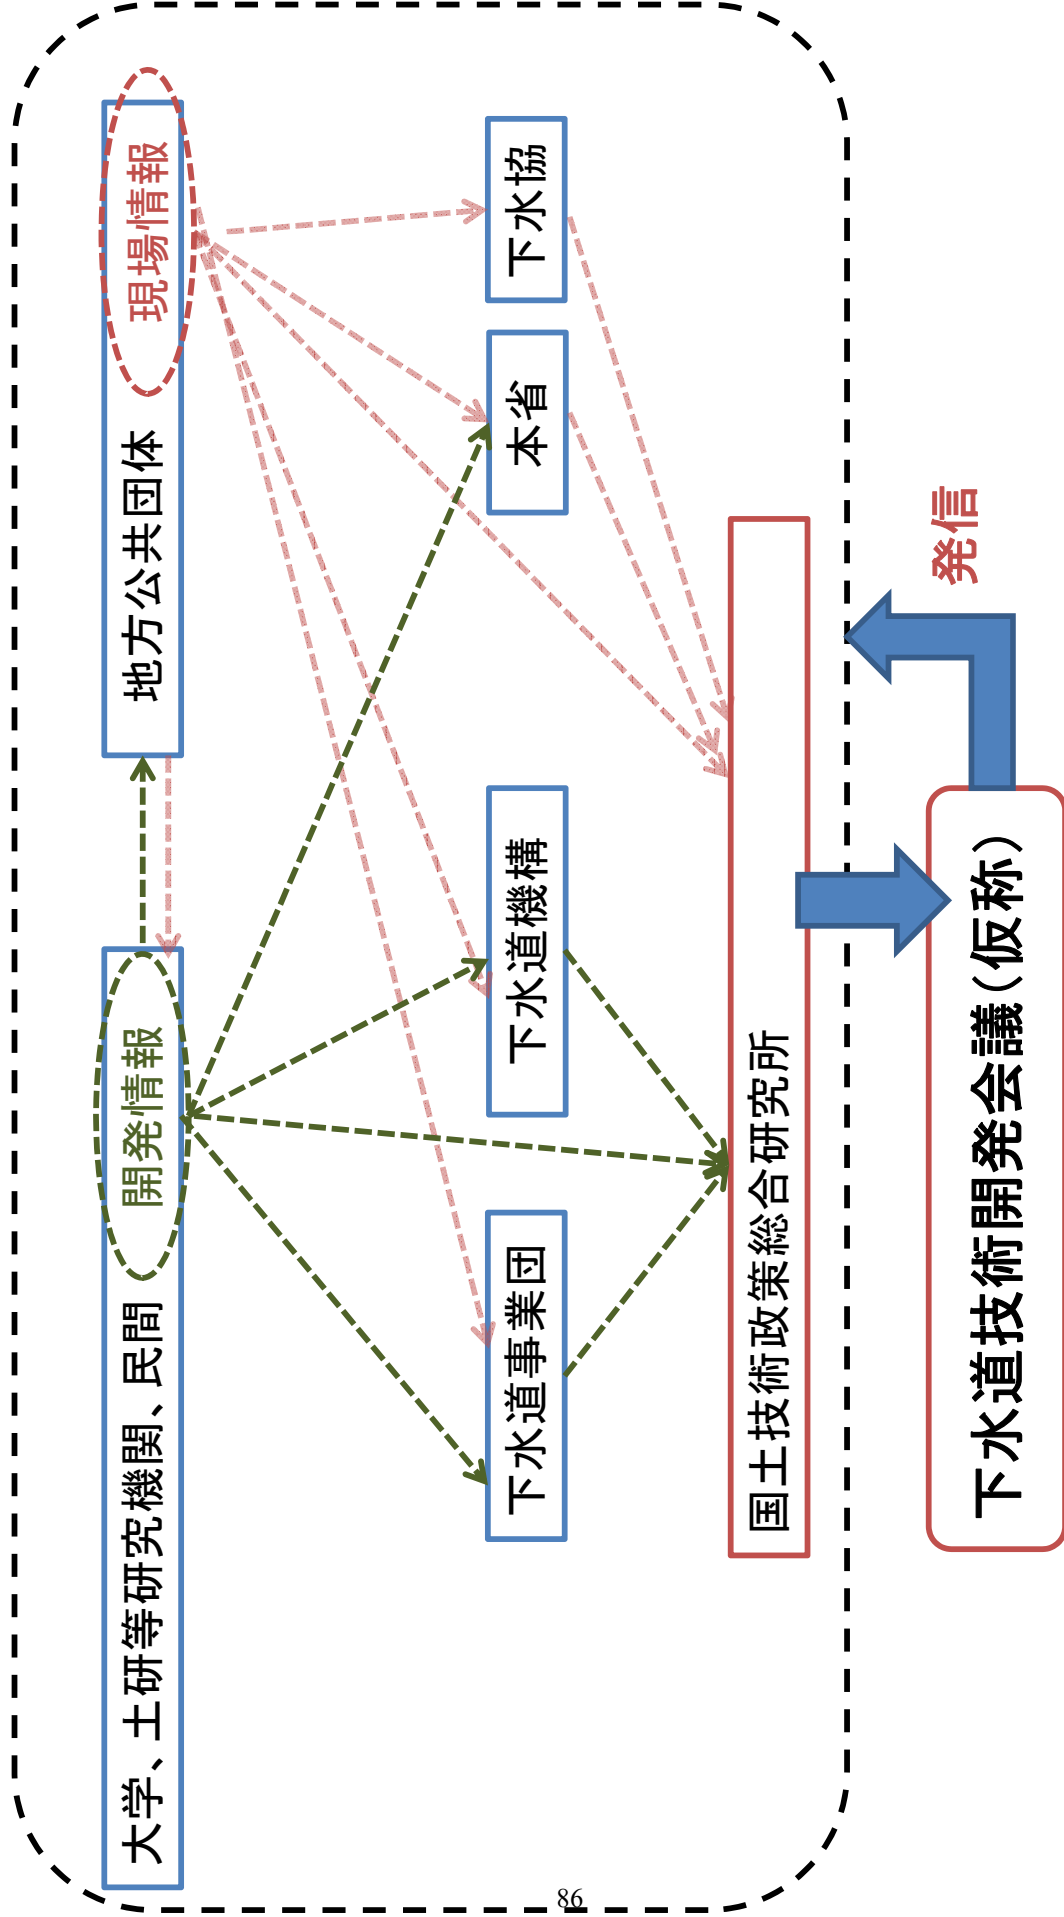 大学、土研等研究機関、民間
開発情報
地方公共団体
現場情報
下水道事業団
下水道機構
本省
下水協
国土技術政策総合研究所
発信
下水道技術開発会議(仮称)
86